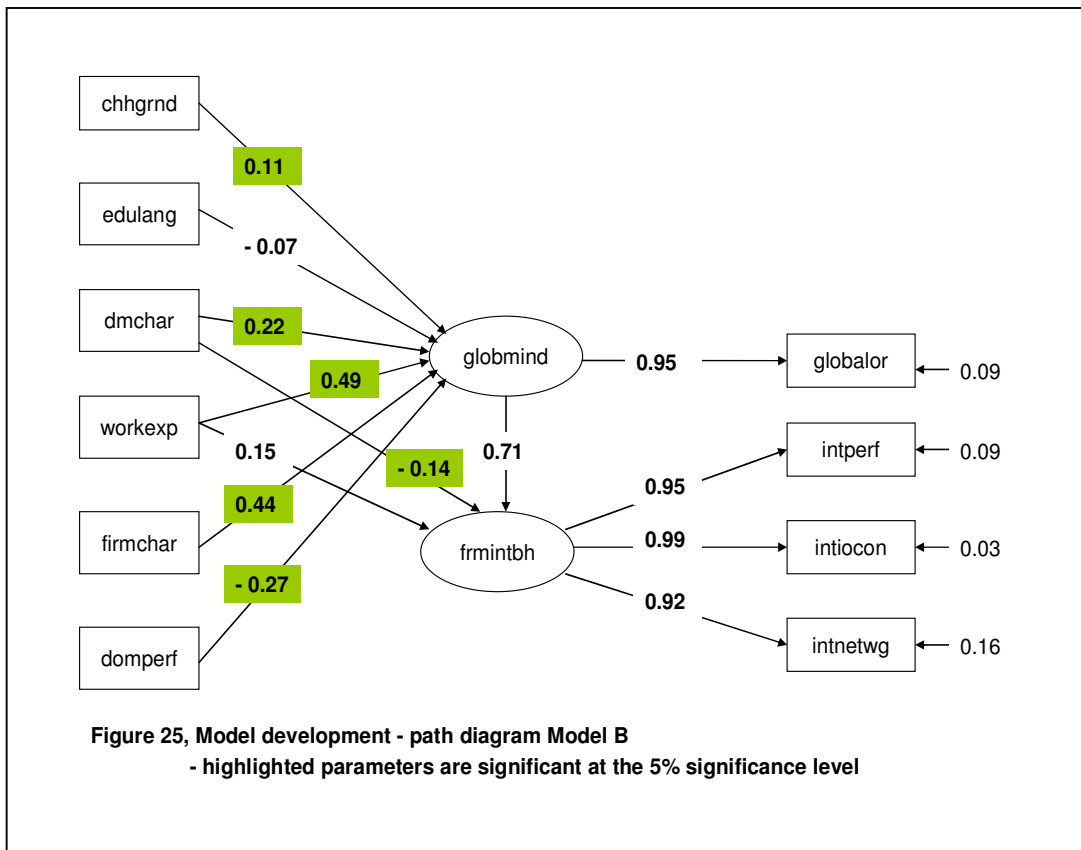 chhgrnd
0.11
edulang
- 0.07
dmchar
0.22
globmind
0.95
globalor
0.09
0.49
workexp
0.15
0.71
intperf
0.09
- 0.14
0.95
0.44
firmchar
frmintbh
0.99
intiocon
0.03
- 0.27
0.92
domperf
intnetwg
0.16
Figure 25, Model development - path diagram Model B
- highlighted parameters are significant at the 5% significance level